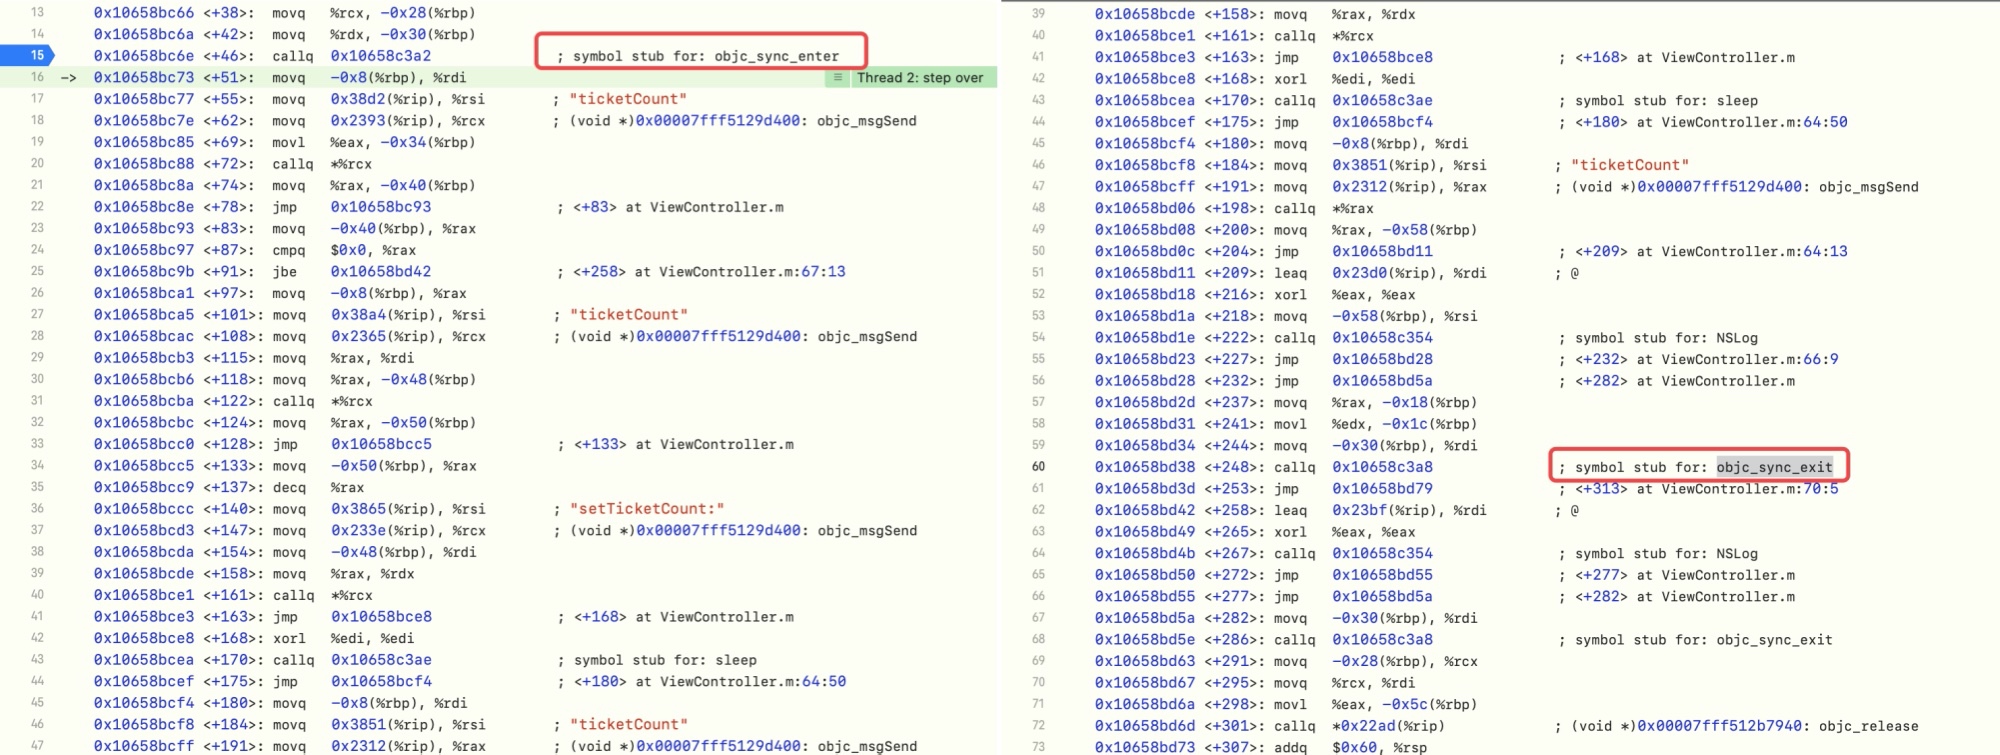 13 0x10658bc66 <+38>: movq %rcx, -0x28(%rbp)
14 0x10658bc6a <+42>: movq %rdx, -0x30(%rbp)
15 0x10658bc6e <+46>: callq 0x10658c3a2 ; symbol stub for: objc_sync_enter
16 -> 0x10658bc73 <+51>: movq -0x8(%rbp), %rdi Thread 2: step over
17 0x10658bc77 <+55>: movq 0x38d2(%rip), %rsi ; "ticketCount"
18 0x10658bc7e <+62>: movq 0x2393(%rip), %rcx ; (void *)0x00007fff5129d400: objc_msgSend
19 0x10658bc85 <+69>: movl %eax, -0x34(%rbp)
20 0x10658bc88 <+72>: callq *%rcx
21 0x10658bc8a <+74>: movq %rax, -0x40(%rbp)
22 0x10658bc8e <+78>: jmp 0x10658bc93 ; <+83> at ViewController.m
23 0x10658bc93 <+83>: movq -0x40(%rbp), %rax
24 0x10658bc97 <+87>: cmpq $0x0, %rax
25 0x10658bc9b <+91>: jbe 0x10658bd42 ; <+258> at ViewController.m:67:13
26 0x10658bca1 <+97>: movq -0x8(%rbp), %rax
27 0x10658bca5 <+101>: movq 0x38a4(%rip), %rsi ; "ticketCount"
28 0x10658bcac <+108>: movq 0x2365(%rip), %rcx ; (void *)0x00007fff5129d400: objc_msgSend
29 0x10658bcb3 <+115>: movq %rax, %rdi
30 0x10658bcb6 <+118>: movq %rax, -0x48(%rbp)
31 0x10658bcba <+122>: callq *%rcx
32 0x10658bcbc <+124>: movq %rax, -0x50(%rbp)
33 0x10658bcc0 <+128>: jmp 0x10658bcc5 ; <+133> at ViewController.m
34 0x10658bcc5 <+133>: movq -0x50(%rbp), %rax
35 0x10658bcc9 <+137>: decq %rax
36 0x10658bccc <+140>: movq 0x3865(%rip), %rsi ; "setTicketCount:"
37 0x10658bcd3 <+147>: movq 0x233e(%rip), %rcx ; (void *)0x00007fff5129d400: objc_msgSend
38 0x10658bcda <+154>: movq -0x48(%rbp), %rdi
39 0x10658bcde <+158>: movq %rax, %rdx
40 0x10658bce1 <+161>: callq *%rcx
41 0x10658bce3 <+163>: jmp 0x10658bce8 ; <+168> at ViewController.m
42 0x10658bce8 <+168>: xorl %edi, %edi
43 0x10658bcea <+170>: callq 0x10658c3ae ; symbol stub for: sleep
44 0x10658bcef <+175>: jmp 0x10658bcf4 ; <+180> at ViewController.m:64:50
45 0x10658bcf4 <+180>: movq -0x8(%rbp), %rdi
46 0x10658bcf8 <+184>: movq 0x3851(%rip), %rsi ; "ticketCount"
47 0x10658bcff <+191>: movq 0x2312(%rip), %rax ; (void *)0x00007fff5129d400: objc_msgSend
39 0x10658bcde <+158>: movq %rax, %rdx
40 0x10658bce1 <+161>: callq *%rcx
41 0x10658bce3 <+163>: jmp 0x10658bce8 ; <+168> at ViewController.m
42 0x10658bce8 <+168>: xorl %edi, %edi
43 0x10658bcea <+170>: callq 0x10658c3ae ; symbol stub for: sleep
44 0x10658bcef <+175>: jmp 0x10658bcf4 ; <+180> at ViewController.m:64:50
45 0x10658bcf4 <+180>: movq -0x8(%rbp), %rdi
46 0x10658bcf8 <+184>: movq 0x3851(%rip), %rsi ; "ticketCount"
47 0x10658bcff <+191>: movq 0x2312(%rip), %rax ; (void *)0x00007fff5129d400: objc_msgSend
48 0x10658bd06 <+198>: callq *%rax
49 0x10658bd08 <+200>: movq %rax, -0x58(%rbp)
50 0x10658bd0c <+204>: jmp 0x10658bd11 ; <+209> at ViewController.m:64:13
51 0x10658bd11 <+209>: leaq 0x23d0(%rip), %rdi ; @
52 0x10658bd18 <+216>: xorl %eax, %eax
53 0x10658bd1a <+218>: movq -0x58(%rbp), %rsi
54 0x10658bd1e <+222>: callq 0x10658c354 ; symbol stub for: NSLog
55 0x10658bd23 <+227>: jmp 0x10658bd28 ; <+232> at ViewController.m:66:9
56 0x10658bd28 <+232>: jmp 0x10658bd5a ; <+282> at ViewController.m
57 0x10658bd2d <+237>: movq %rax, -0x18(%rbp)
58 0x10658bd31 <+241>: movl %edx, -0x1c(%rbp)
59 0x10658bd34 <+244>: movq -0x30(%rbp), %rdi
60 0x10658bd38 <+248>: callq 0x10658c3a8 ; symbol stub for: objc_sync_exit
61 0x10658bd3d <+253>: jmp 0x10658bd79 ; <+313> at ViewController.m:70:5
62 0x10658bd42 <+258>: leaq 0x23bf(%rip), %rdi ; @
63 0x10658bd49 <+265>: xorl %eax, %eax
64 0x10658bd4b <+267>: callq 0x10658c354 ; symbol stub for: NSLog
65 0x10658bd50 <+272>: jmp 0x10658bd55 ; <+277> at ViewController.m
66 0x10658bd55 <+277>: jmp 0x10658bd5a ; <+282> at ViewController.m
67 0x10658bd5a <+282>: movq -0x30(%rbp), %rdi
68 0x10658bd5e <+286>: callq 0x10658c3a8 ; symbol stub for: objc_sync_exit
69 0x10658bd63 <+291>: movq -0x28(%rbp), %rcx
70 0x10658bd67 <+295>: movq %rcx, %rdi
71 0x10658bd6a <+298>: movl %eax, -0x5c(%rbp)
72 0x10658bd6d <+301>: callq *0x22ad(%rip) ; (void *)0x00007fff512b7940: objc_release
73 0x10658bd73 <+307>: addq $0x60, %rsp